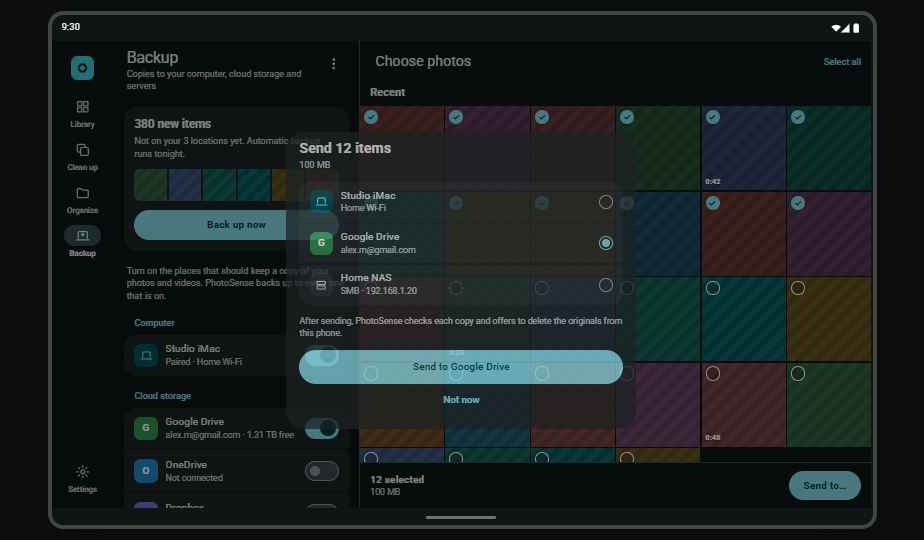 9:30
Library
Clean up
Organise
Backup
Settings
Backup
Copies to your computer, cloud storage and
servers
380 new items
Not on your 3 locations yet. Automatic
runs tonight.
Back up now
Turn on the places that should keep a copy of your
photos and videos. PhotoSense backs up to
that is on.
Computer
Studio iMac
Paired · Home Wi-Fi
Cloud storage
G
Google Drive
alex.m@gmail.com · 1.31 TB free
O
OneDrive
Not connected
Dropbox
Choose photos
Select all
Recent
0:42
0:48
12 selected
100 MB
Send to…
Send 12 items
100 MB
Studio iMac
Home Wi-Fi
G
Google Drive
alex.m@gmail.com
Home NAS
SMB · 192.168.1.20
After sending, PhotoSense checks each copy and offers to delete the originals from
this phone.
Send to Google Drive
Not now